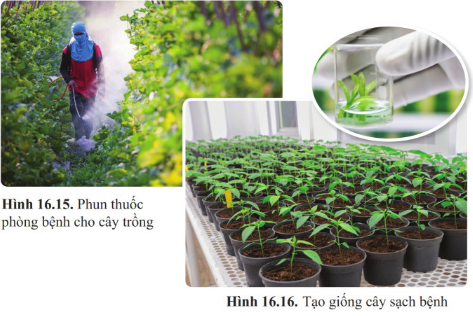 Hình 16.15. Phun thuốc
phòng bệnh cho cây trồng
Hình 16.16. Tạo giống cây sạch bệnh